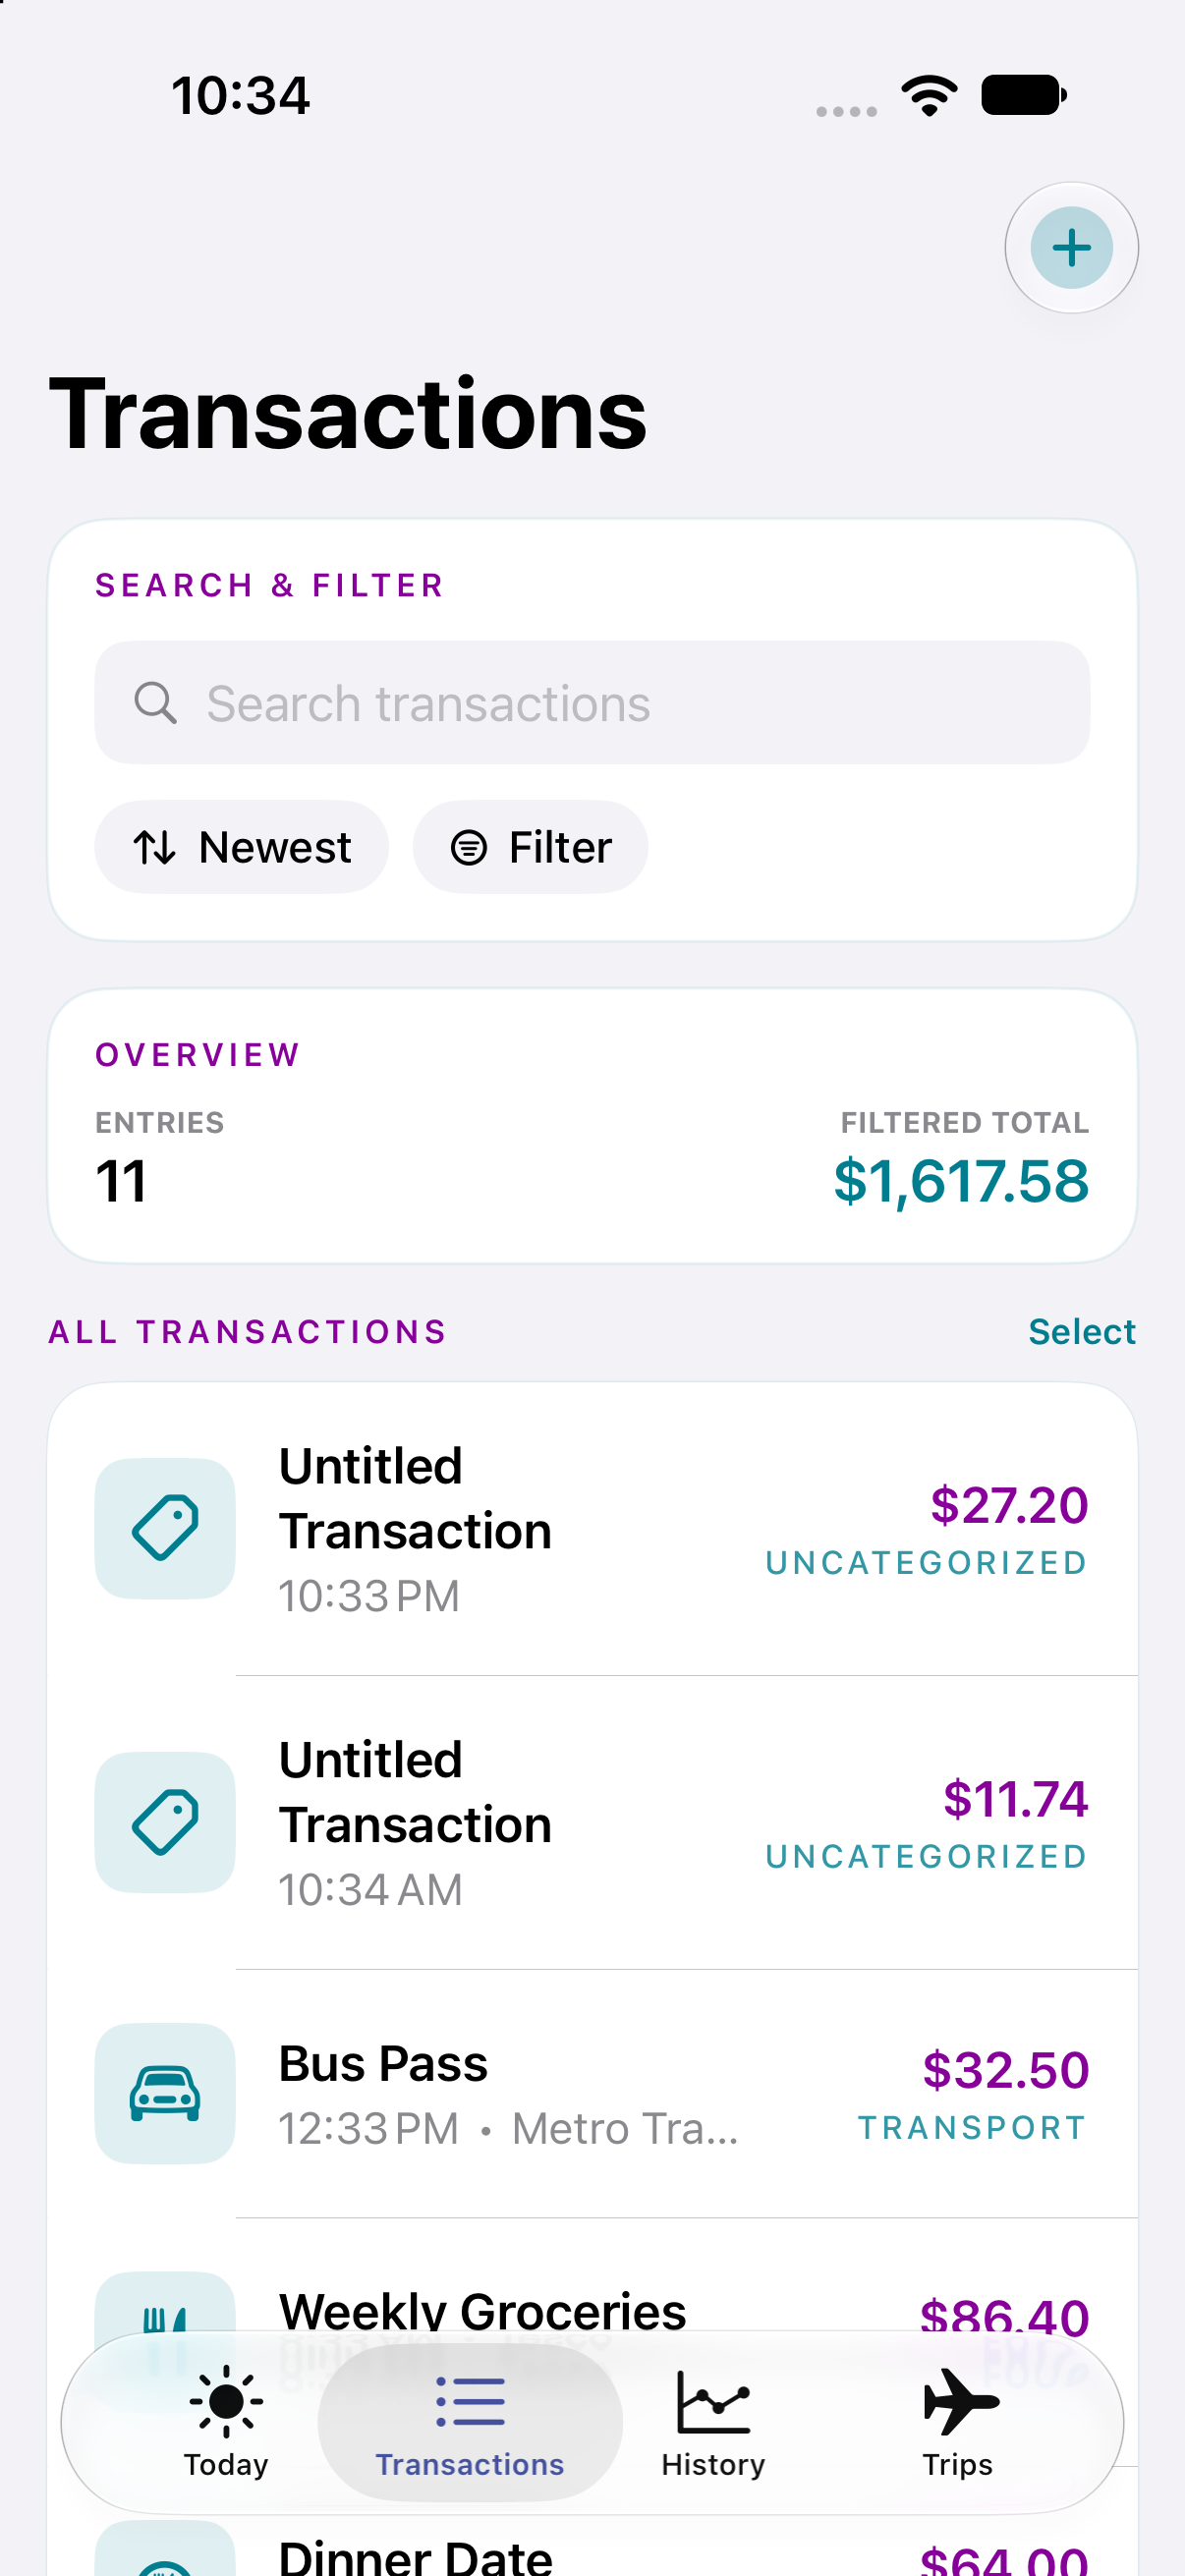 10:34
Transactions
SEARCH & FILTER
Search transactions
Newest
Filter
OVERVIEW
ENTRIES
FILTERED TOTAL
11
$1,617.58
ALL TRANSACTIONS
Select
Untitled
Transaction
10:33 PM
$27.20
UNCATEGORIZED
Untitled
Transaction
10:34 AM
$11.74
UNCATEGORIZED
Bus Pass
12:33 PM • Metro Tra...
$32.50
TRANSPORT
Weekly Groceries
$86.40
Today
Transactions
History
Trips
Dinner Date
$64.00